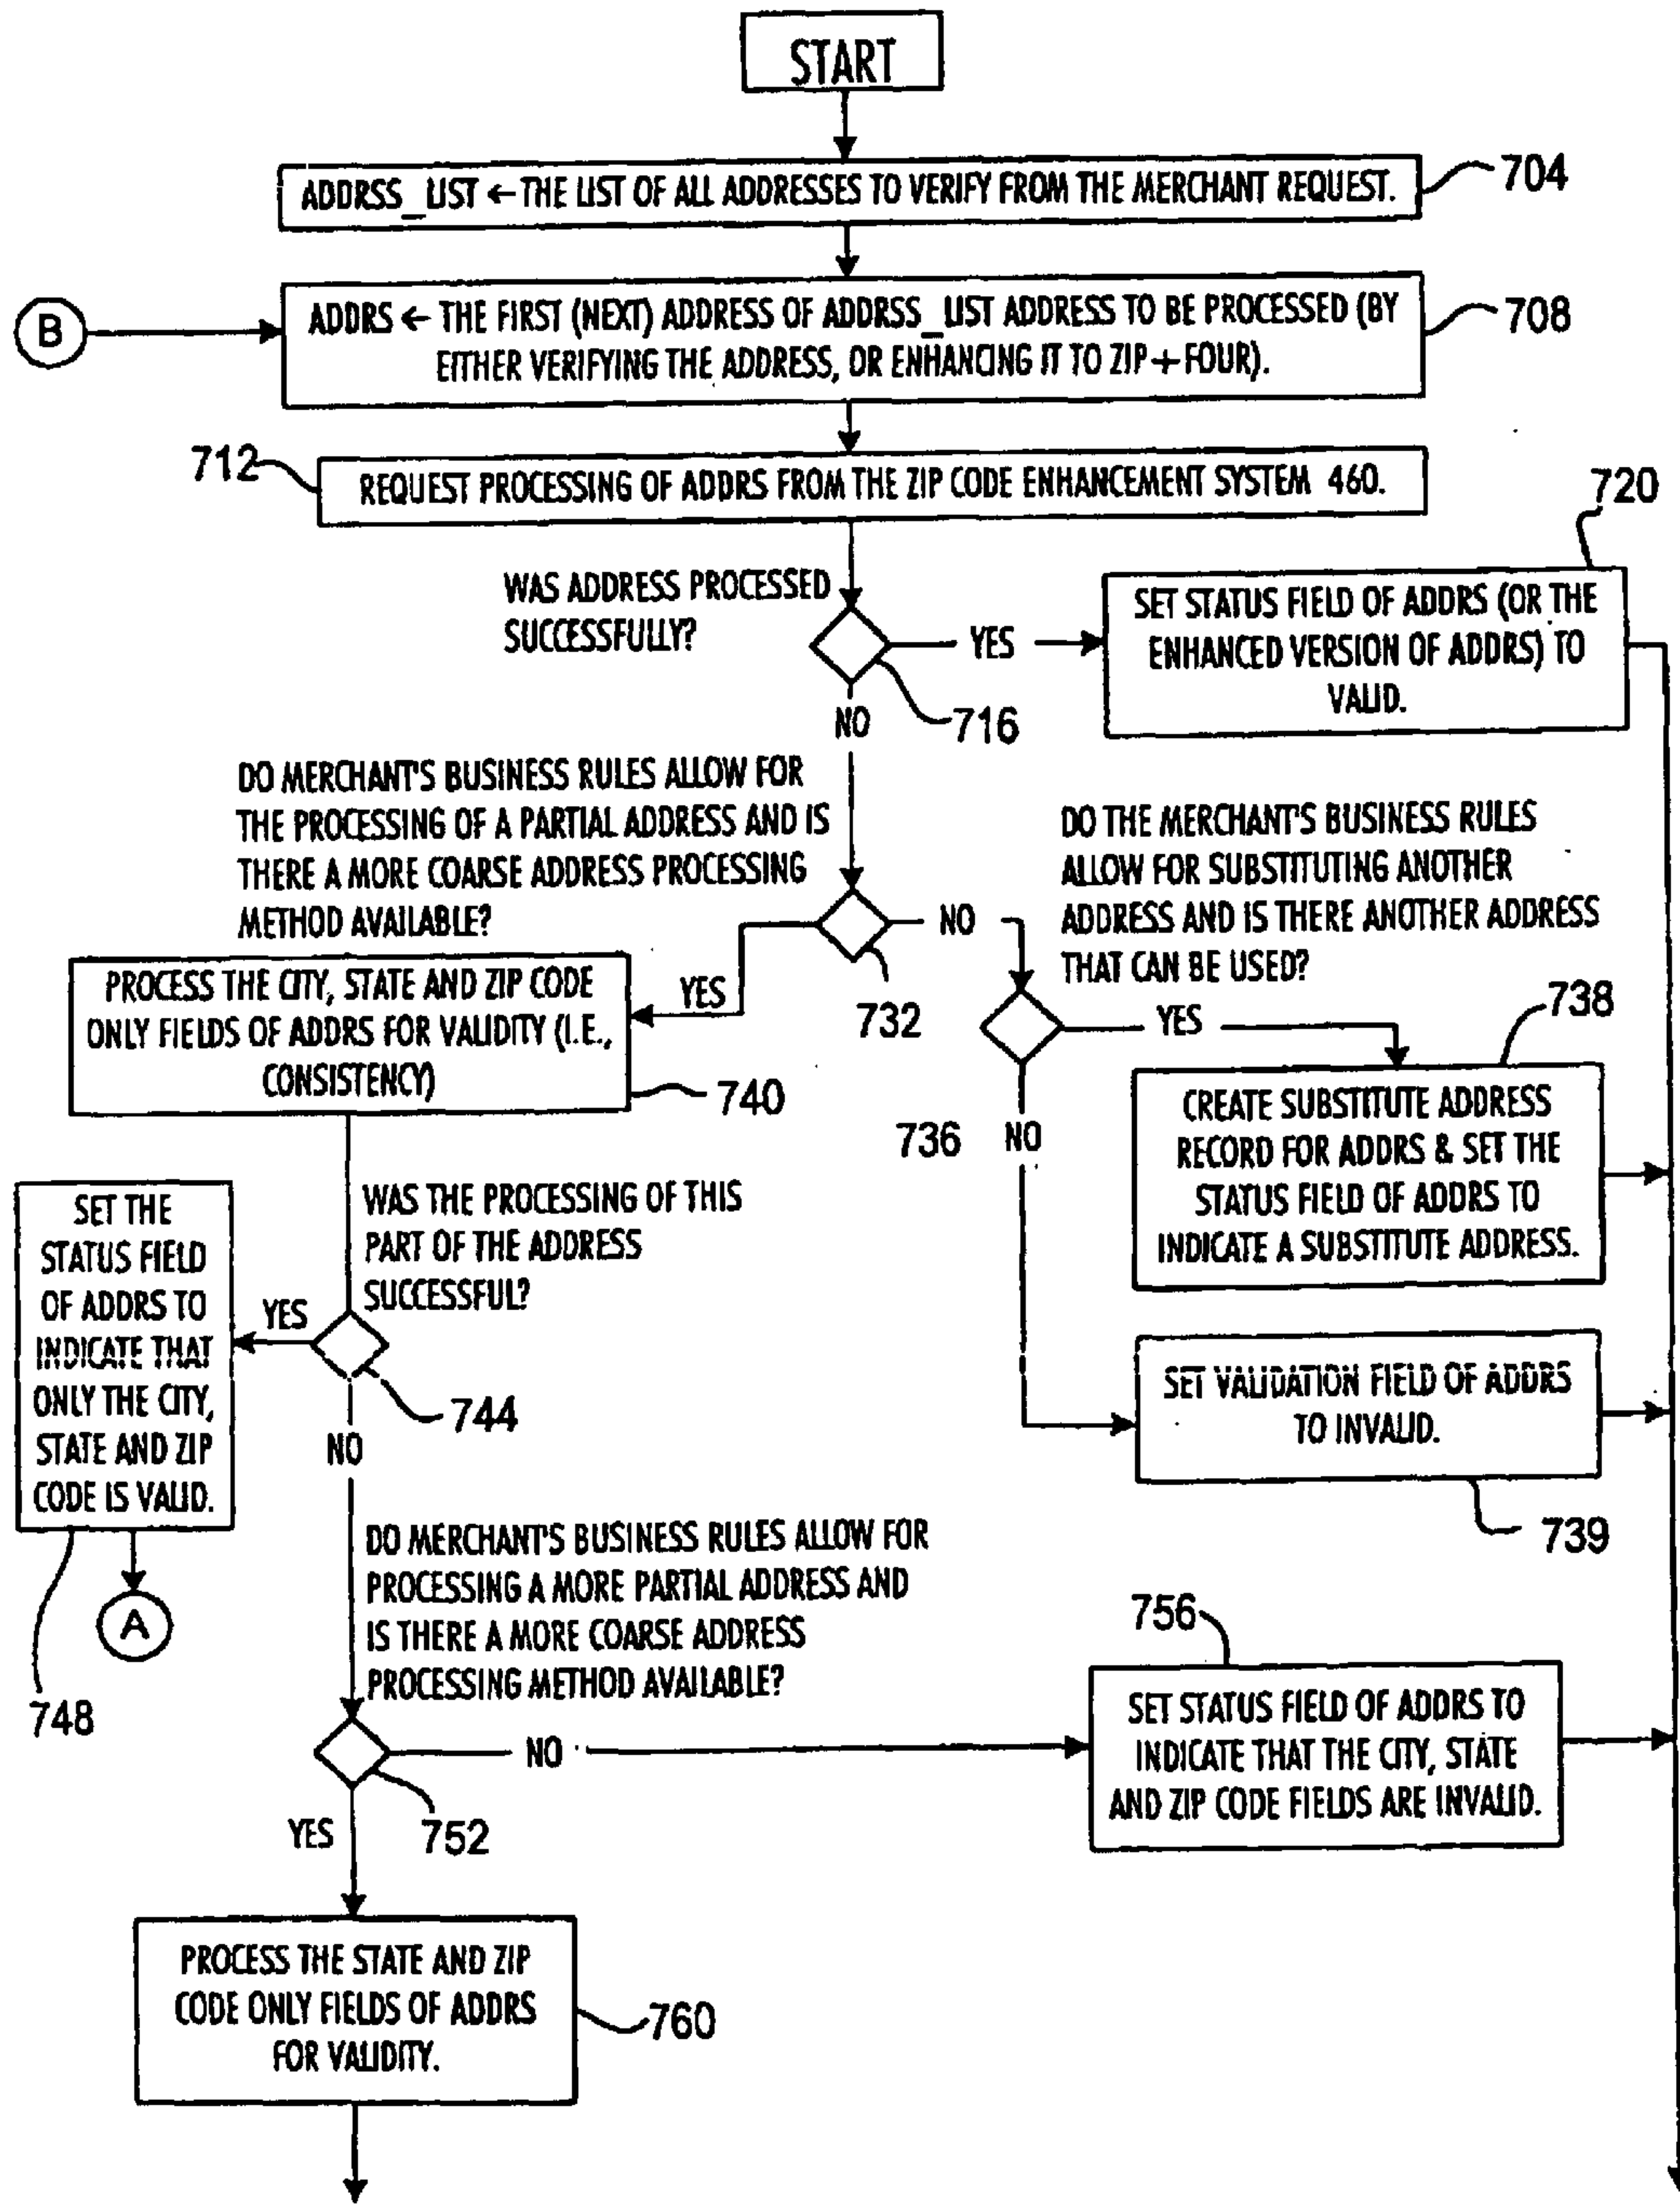 START
ADDRSS_LIST ← THE LIST OF ALL ADDRESSES TO VERIFY FROM THE MERCHANT REQUEST.
704
B
ADDRS ← THE FIRST (NEXT) ADDRESS OF ADDRSS_LIST ADDRESS TO BE PROCESSED (BY
EITHER VERIFYING THE ADDRESS, OR ENHANCING IT TO ZIP+FOUR).
708
712
REQUEST PROCESSING OF ADDRS FROM THE ZIP CODE ENHANCEMENT SYSTEM 460.
720
WAS ADDRESS PROCESSED
SUCCESSFULLY?
YES
SET STATUS FIELD OF ADDRS (OR THE
ENHANCED VERSION OF ADDRS) TO
VALID.
716
NO
DO MERCHANT'S BUSINESS RULES ALLOW FOR
THE PROCESSING OF A PARTIAL ADDRESS AND IS
THERE A MORE COARSE ADDRESS PROCESSING
METHOD AVAILABLE?
NO
DO THE MERCHANT'S BUSINESS RULES
ALLOW FOR SUBSTITUTING ANOTHER
ADDRESS AND IS THERE ANOTHER ADDRESS
THAT CAN BE USED?
YES
732
PROCESS THE CITY, STATE AND ZIP CODE
ONLY FIELDS OF ADDRS FOR VALIDITY (I.E.,
CONSISTENCY)
740
YES
738
736
NO
CREATE SUBSTITUTE ADDRESS
RECORD FOR ADDRS & SET THE
STATUS FIELD OF ADDRS TO
INDICATE A SUBSTITUTE ADDRESS.
WAS THE PROCESSING OF THIS
PART OF THE ADDRESS
SUCCESSFUL?
SET THE
STATUS FIELD
OF ADDRS TO
INDICATE THAT
ONLY THE CITY,
STATE AND ZIP
CODE IS VALID.
YES
744
NO
SET VALIDATION FIELD OF ADDRS
TO INVALID.
739
A
748
DO MERCHANT'S BUSINESS RULES ALLOW FOR
PROCESSING A MORE PARTIAL ADDRESS AND
IS THERE A MORE COARSE ADDRESS
PROCESSING METHOD AVAILABLE?
756
NO
SET STATUS FIELD OF ADDRS TO
INDICATE THAT THE CITY, STATE
AND ZIP CODE FIELDS ARE INVALID.
752
YES
PROCESS THE STATE AND ZIP
CODE ONLY FIELDS OF ADDRS
FOR VALIDITY.
760